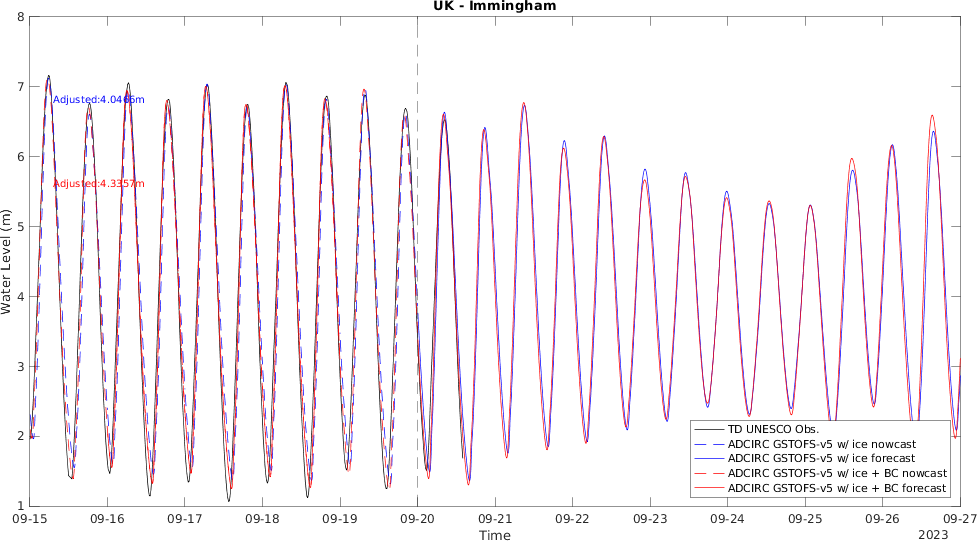 UK - Immingham
8
7
6
5
4
3
2
1
Water Level (m)
Adjusted:4.0466m
Adjusted:4.3357m
TD UNESCO Obs.
ADCIRC GSTOFS-v5 w/ ice nowcast
ADCIRC GSTOFS-v5 w/ ice forecast
ADCIRC GSTOFS-v5 w/ ice + BC nowcast
ADCIRC GSTOFS-v5 w/ ice + BC forecast
09-15 09-16 09-17 09-18 09-19 09-20 09-21 09-22 09-23 09-24 09-25 09-26 09-27
Time
2023